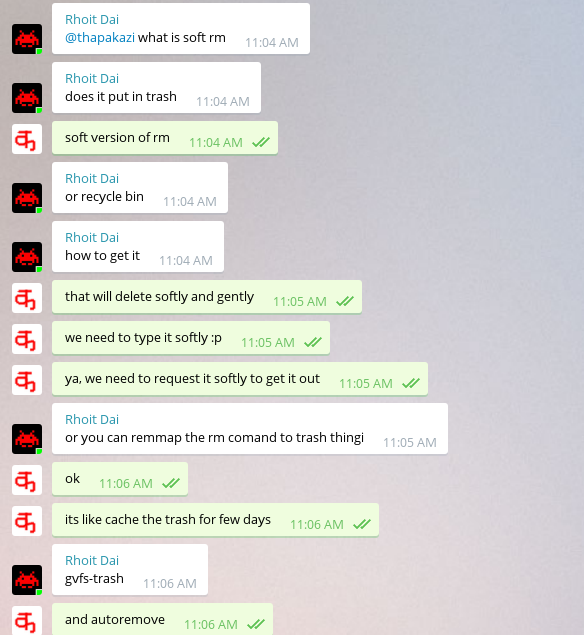 Rhoit Dai
@thapakazi what is soft rm 11:04 AM
Rhoit Dai
does it put in trash 11:04 AM
soft version of rm 11:04 AM
Rhoit Dai
or recycle bin 11:04 AM
Rhoit Dai
how to get it 11:04 AM
that will delete softly and gently 11:05 AM
we need to type it softly :p 11:05 AM
ya, we need to request it softly to get it out 11:05 AM
Rhoit Dai
or you can remmap the rm comand to trash thingi 11:05 AM
ok 11:06 AM
its like cache the trash for few days 11:06 AM
Rhoit Dai
gvfs-trash 11:06 AM
and autoremove 11:06 AM